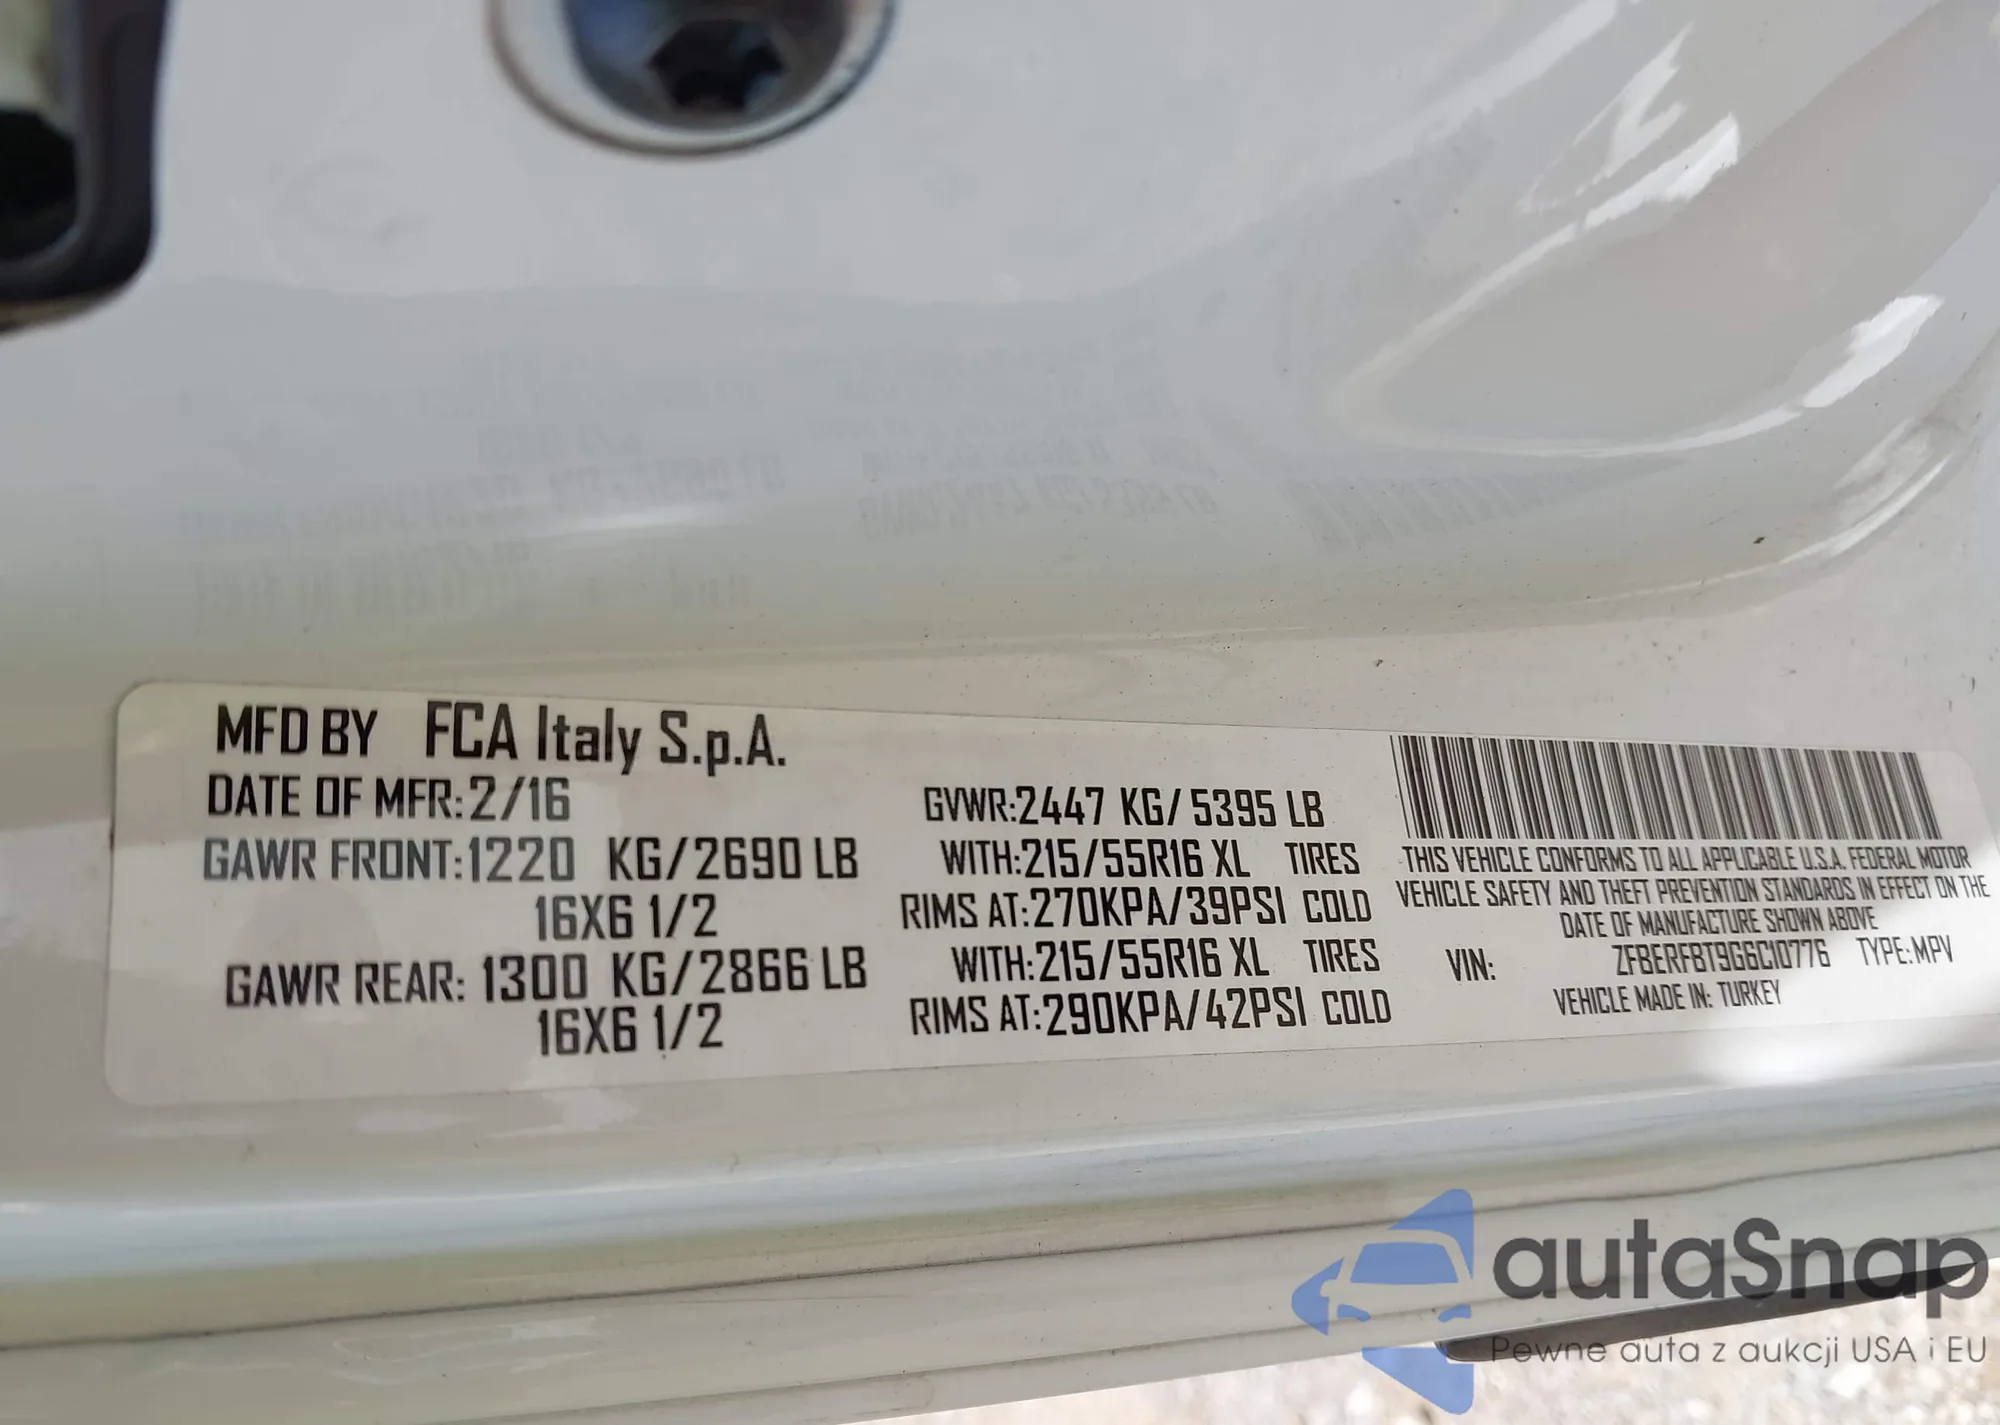 MFD BY FCA Italy S.p.A.
DATE OF MFR: 2/16
GAWR FRONT: 1220 KG/2690 LB
16X6 1/2
GAWR REAR: 1300 KG/2866 LB
16X6 1/2
GVWR: 2447 KG/ 5395 LB
WITH: 215/55R16 XL TIRES
RIMS AT: 270KPA/39PSI COLD
WITH: 215/55R16 XL TIRES
RIMS AT: 290KPA/42PSI COLD
THIS VEHICLE CONFORMS TO ALL APPLICABLE U.S.A. FEDERAL MOTOR
VEHICLE SAFETY AND THEFT PREVENTION STANDARDS IN EFFECT ON THE
DATE OF MANUFACTURE SHOWN ABOVE
VIN: ZFBERFBT9G6C10776 TYPE: MPV
VEHICLE MADE IN: TURKEY
autaSnap
Pewne auta z aukcji USA i EU